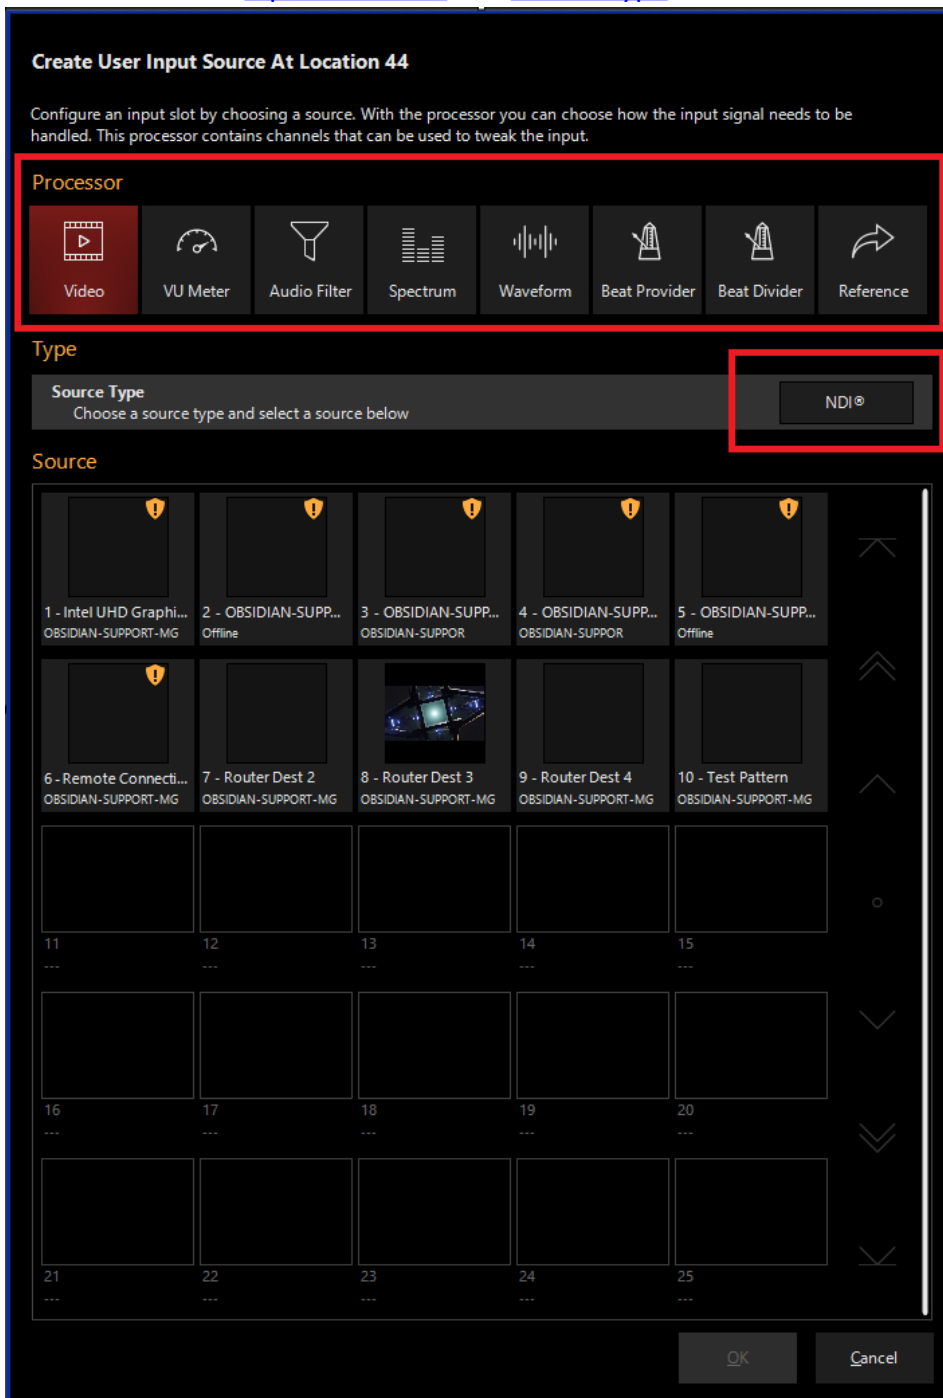 Create User Input Source At Location 44
Configure an input slot by choosing a source. With the processor you can choose how the input signal needs to be
handled. This processor contains channels that can be used to tweak the input.
Processor
Video VU Meter Audio Filter Spectrum Waveform Beat Provider Beat Divider Reference
Type
Source Type
Choose a source type and select a source below
NDI®
Source
1 - Intel UHD Graphi... 2 - OBSIDIAN-SUPP... 3 - OBSIDIAN-SUPP... 4 - OBSIDIAN-SUPP... 5 - OBSIDIAN-SUPP...
OBSIDIAN-SUPPORT-MG Offline OBSIDIAN-SUPPOR OBSIDIAN-SUPPOR Offline
6 - Remote Connecti... 7 - Router Dest 2 8 - Router Dest 3 9 - Router Dest 4 10 - Test Pattern
OBSIDIAN-SUPPORT-MG OBSIDIAN-SUPPORT-MG OBSIDIAN-SUPPORT-MG OBSIDIAN-SUPPORT-MG OBSIDIAN-SUPPORT-MG
11 12 13 14 15
--- --- --- --- ---
16 17 18 19 20
--- --- --- --- ---
21 22 23 24 25
--- --- --- --- ---
OK Cancel